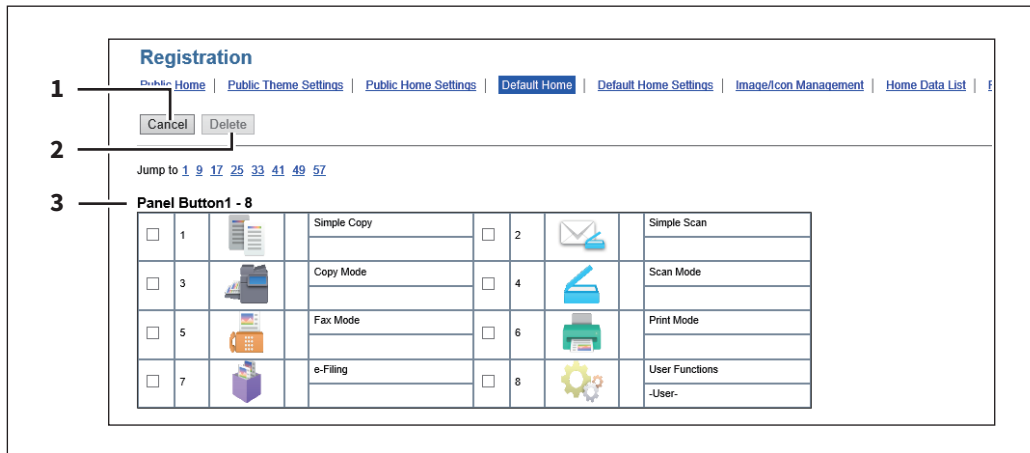 Registration
Public Home | Public Theme Settings | Public Home Settings | Default Home | Default Home Settings | Image/Icon Management | Home Data List |
1
Cancel Delete
2
Jump to 1 9 17 25 33 41 49 57
3
Panel Button1 - 8
1 Simple Copy 2 Simple Scan
3 Copy Mode 4 Scan Mode
5 Fax Mode 6 Print Mode
7 e-Filing 8 User Functions
-User-